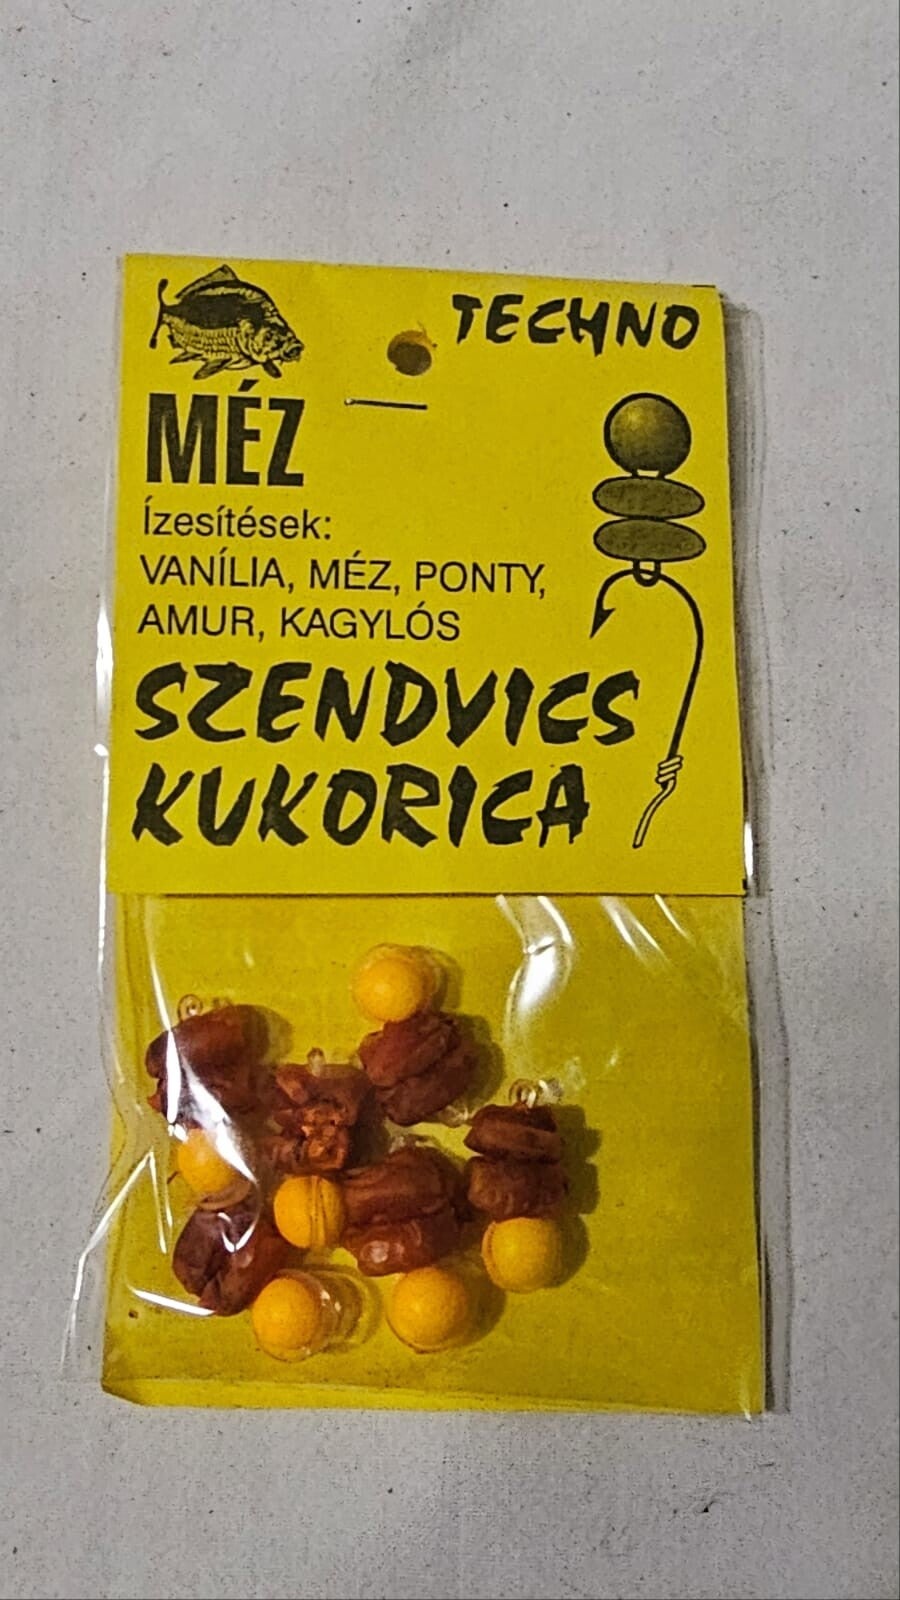 TECHNO
MÉZ
Ízesítések:
VANÍLIA, MÉZ, PONTY,
AMUR, KAGYLÓS
SZENDVICS
KUKORICA